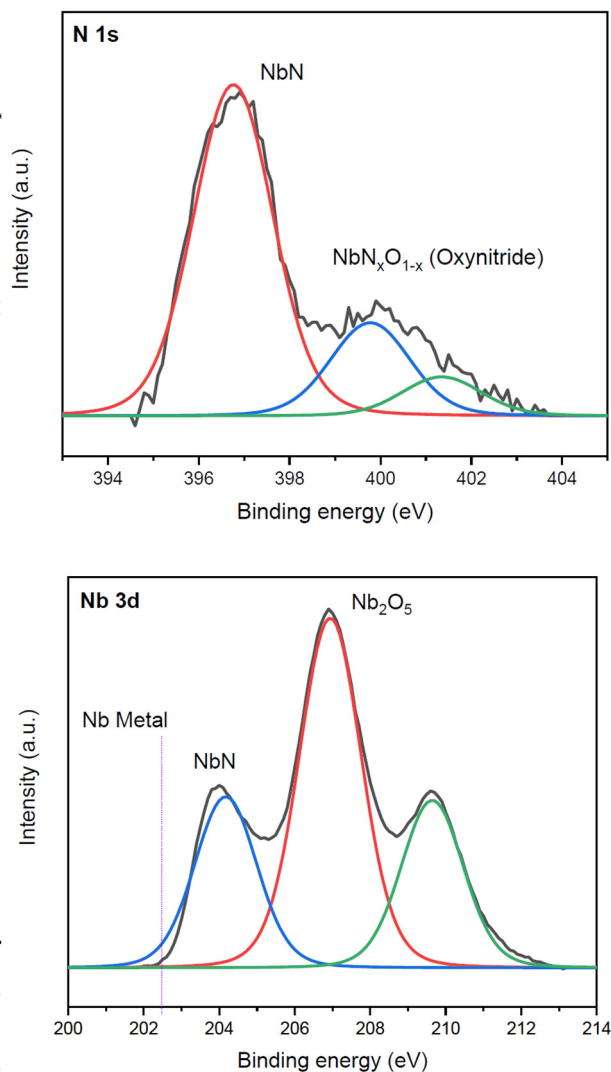 N 1s
NbN
NbNxO1-x (Oxynitride)
Intensity (a.u.)
394 396 398 400 402 404
Binding energy (eV)
Nb 3d
Nb2O5
Nb Metal
NbN
Intensity (a.u.)
200 202 204 206 208 210 212 214
Binding energy (eV)